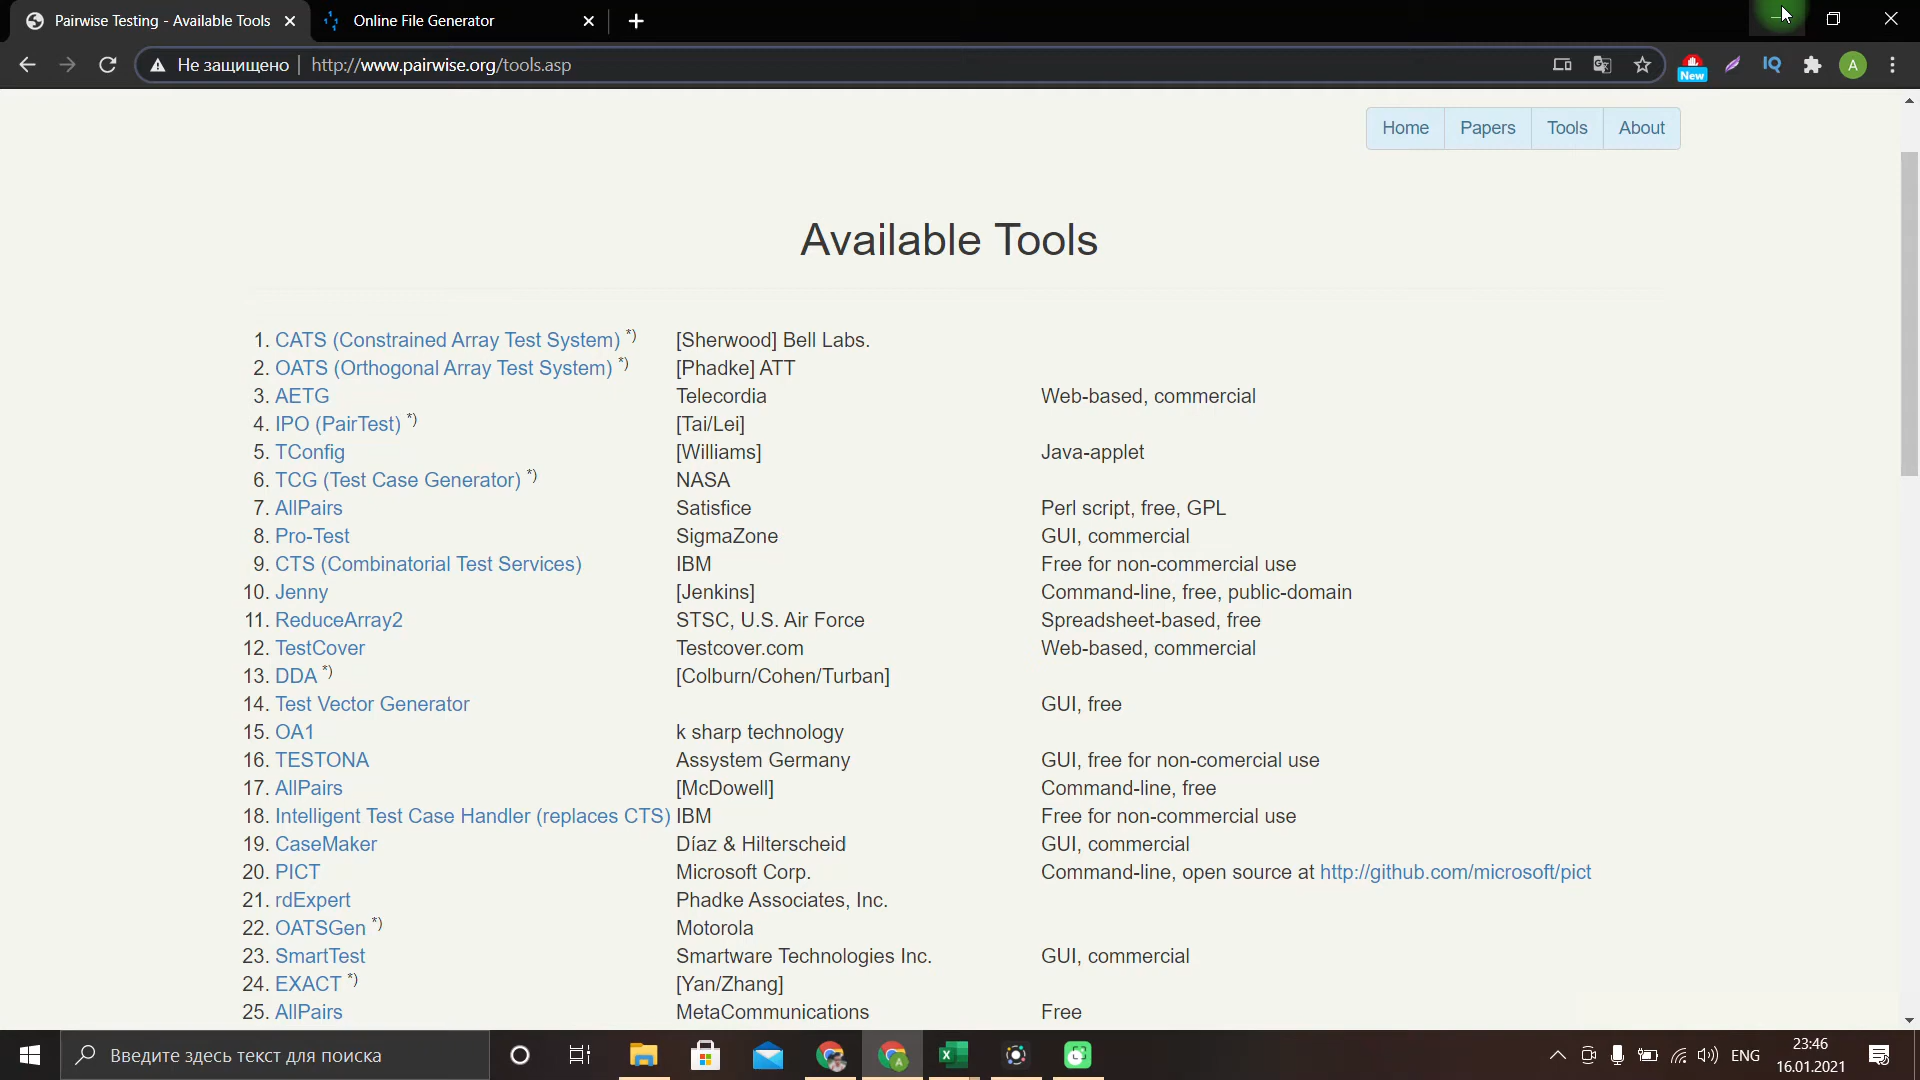 Pairwise Testing - Available Tools
Online File Generator
Не защищено
http://www.pairwise.org/tools.asp
New
IQ
A
Home Papers Tools About
Available Tools
1. CATS (Constrained Array Test System) *) [Sherwood] Bell Labs.
2. OATS (Orthogonal Array Test System) *) [Phadke] ATT
3. AETG Telecordia Web-based, commercial
4. IPO (PairTest) *) [Tai/Lei]
5. TConfig [Williams] Java-applet
6. TCG (Test Case Generator) *) NASA
7. AllPairs Satisfice Perl script, free, GPL
8. Pro-Test SigmaZone GUI, commercial
9. CTS (Combinatorial Test Services) IBM Free for non-commercial use
10. Jenny [Jenkins] Command-line, free, public-domain
11. ReduceArray2 STSC, U.S. Air Force Spreadsheet-based, free
12. TestCover Testcover.com Web-based, commercial
13. DDA *) [Colburn/Cohen/Turban]
14. Test Vector Generator GUI, free
15. OA1 k sharp technology
16. TESTONA Assystem Germany GUI, free for non-comercial use
17. AllPairs [McDowell] Command-line, free
18. Intelligent Test Case Handler (replaces CTS) IBM Free for non-commercial use
19. CaseMaker Díaz & Hilterscheid GUI, commercial
20. PICT Microsoft Corp. Command-line, open source at http://github.com/microsoft/pict
21. rdExpert Phadke Associates, Inc.
22. OATSGen *) Motorola
23. SmartTest Smartware Technologies Inc. GUI, commercial
24. EXACT *) [Yan/Zhang]
25. AllPairs MetaCommunications Free
Введите здесь текст для поиска
ENG
23:46
16.01.2021